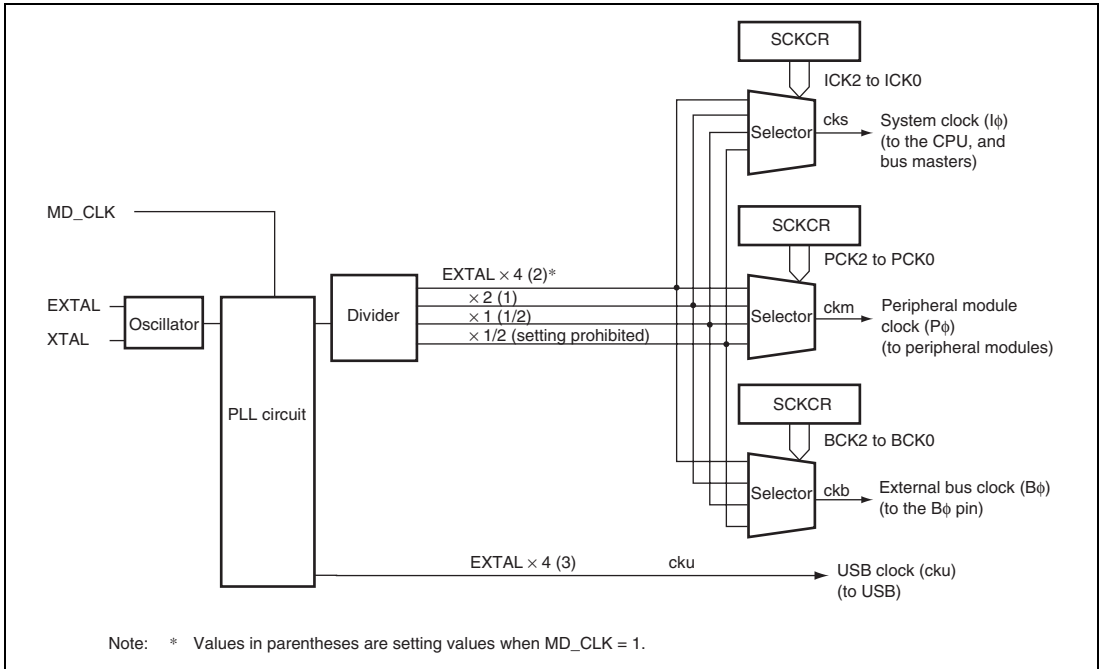 SCKCR
ICK2 to ICK0
Selector
cks
System clock (Iϕ)
(to the CPU, and
bus masters)
MD_CLK
EXTAL
XTAL
Oscillator
PLL circuit
Divider
EXTAL × 4 (2)*
× 2 (1)
× 1 (1/2)
× 1/2 (setting prohibited)
SCKCR
PCK2 to PCK0
Selector
ckm
Peripheral module
clock (Pϕ)
(to peripheral modules)
SCKCR
BCK2 to BCK0
Selector
ckb
External bus clock (Bϕ)
(to the Bϕ pin)
EXTAL × 4 (3)
cku
USB clock (cku)
(to USB)
Note: * Values in parentheses are setting values when MD_CLK = 1.